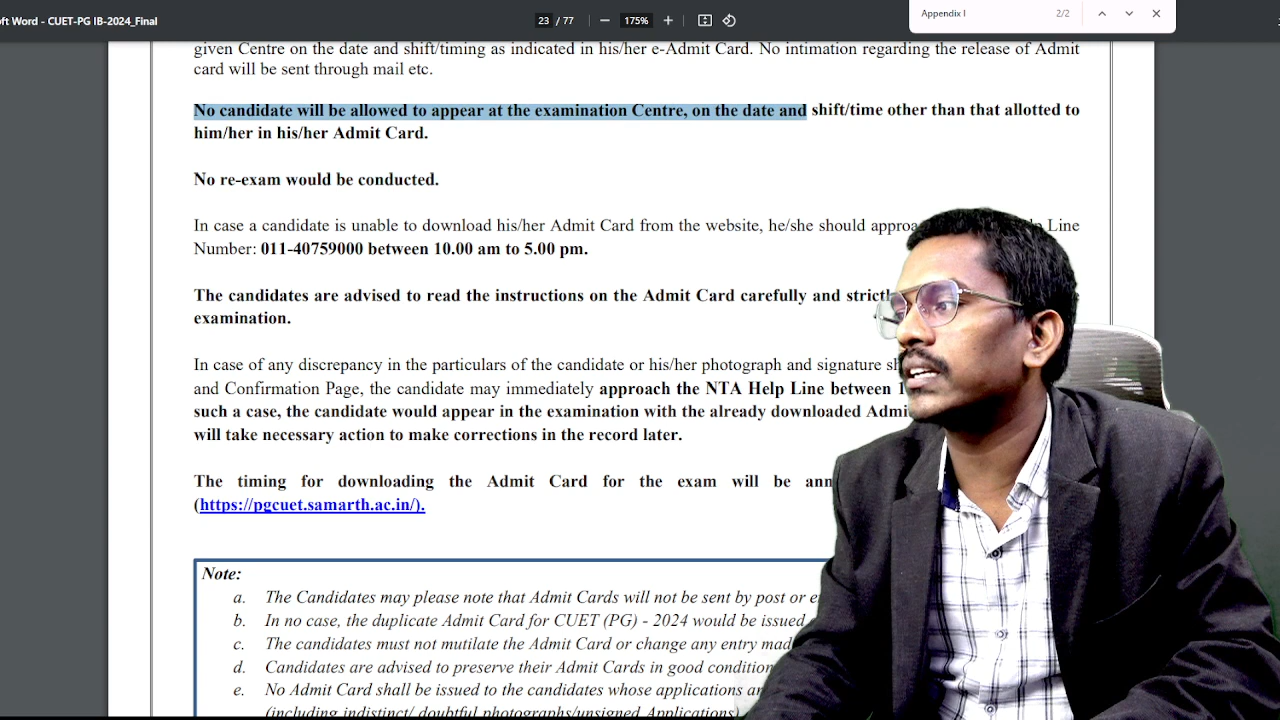 oft Word - CUET-PG IB-2024_Final
23 / 77
175%
Appendix I
2/2
given Centre on the date and shift/timing as indicated in his/her e-Admit Card. No intimation regarding the release of Admit
card will be sent through mail etc.
No candidate will be allowed to appear at the examination Centre, on the date and shift/time other than that allotted to
him/her in his/her Admit Card.
No re-exam would be conducted.
In case a candidate is unable to download his/her Admit Card from the website, he/she should Line
Number: 011-40759000 between 10.00 am to 5.00 pm.
The candidates are advised to read the instructions on the Admit Card carefully and
examination.
In case of any discrepancy in the particulars of the candidate or his/her photograph and signature
and Confirmation Page, the candidate may immediately approach the NTA Help Line between
such a case, the candidate would appear in the examination with the already downloaded
will take necessary action to make corrections in the record later.
The timing for downloading the Admit Card for the exam will be
(https://pgcuet.samarth.ac.in/).
Note:
a. The Candidates may please note that Admit Cards will not be sent by post or
b. In no case, the duplicate Admit Card for CUET (PG) - 2024 would be issued
c. The candidates must not mutilate the Admit Card or change any entry
d. Candidates are advised to preserve their Admit Cards in good condition
e. No Admit Card shall be issued to the candidates whose applications
(including indistinct/ doubtful photographs/unsigned Applications)